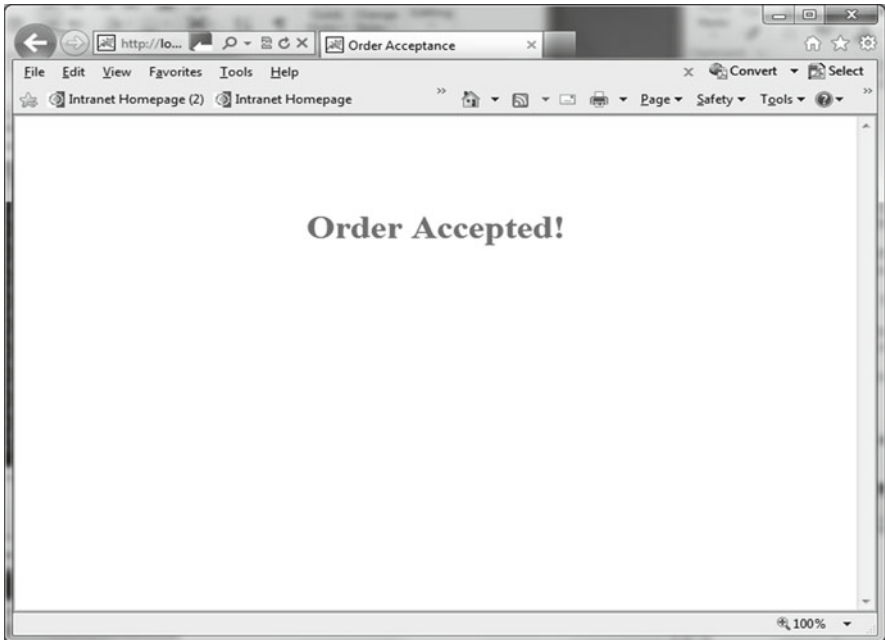 http://lo...
Order Acceptance
File Edit View Favorites Tools Help
Convert
Select
Intranet Homepage (2)
Intranet Homepage
Page
Safety
Tools
Order Accepted!
100%